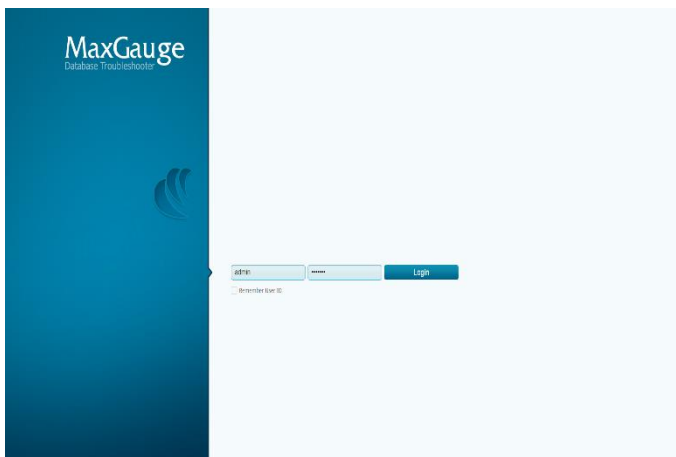 MaxGauge
Database Troubleshooter
admin
•••••••
Login
Remember User ID